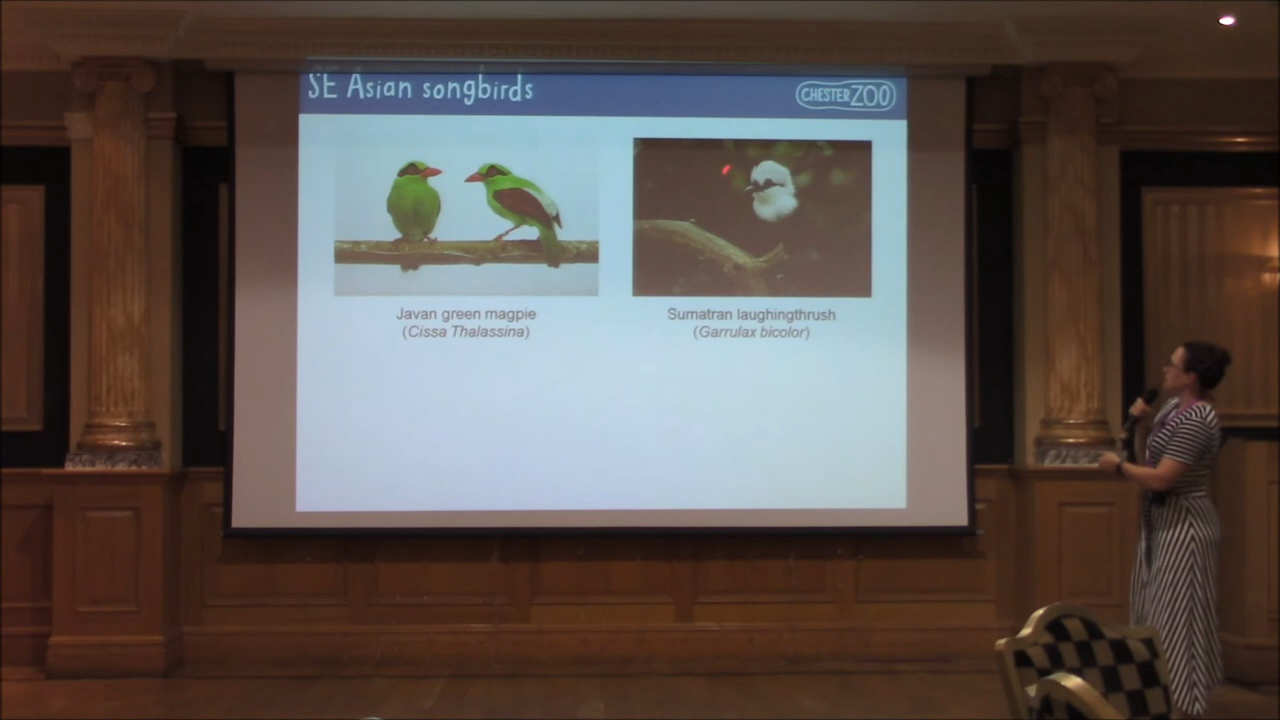 SE Asian songbirds
CHESTER ZOO
Javan green magpie
(Cissa Thalassina)
Sumatran laughingthrush
(Garrulax bicolor)